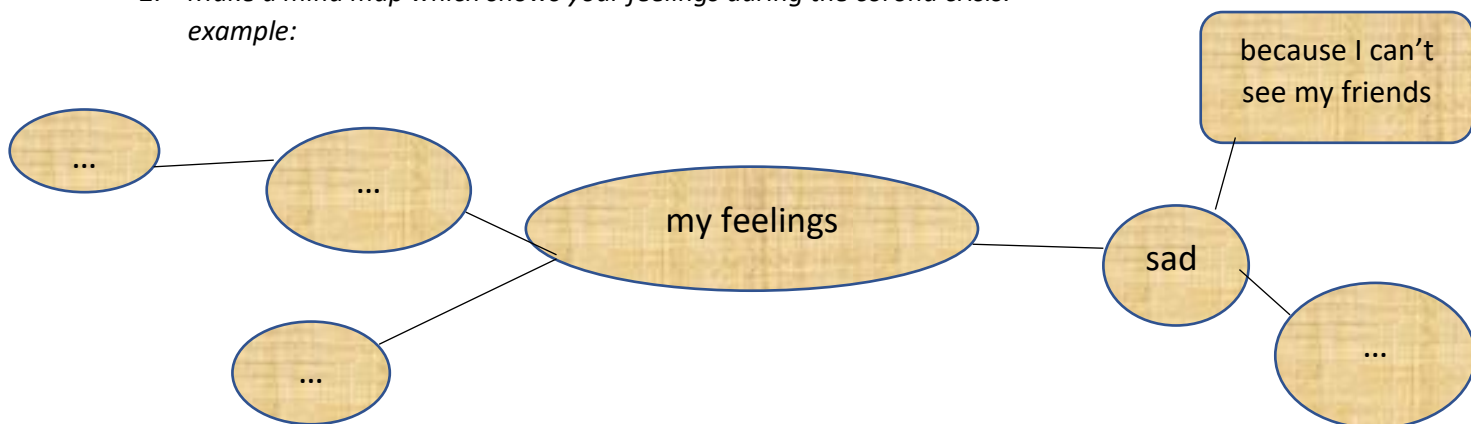 Make a mind map which shows your feelings during the corona crisis.
example:
because I can’t
see my friends
...
...
my feelings
sad
...
...